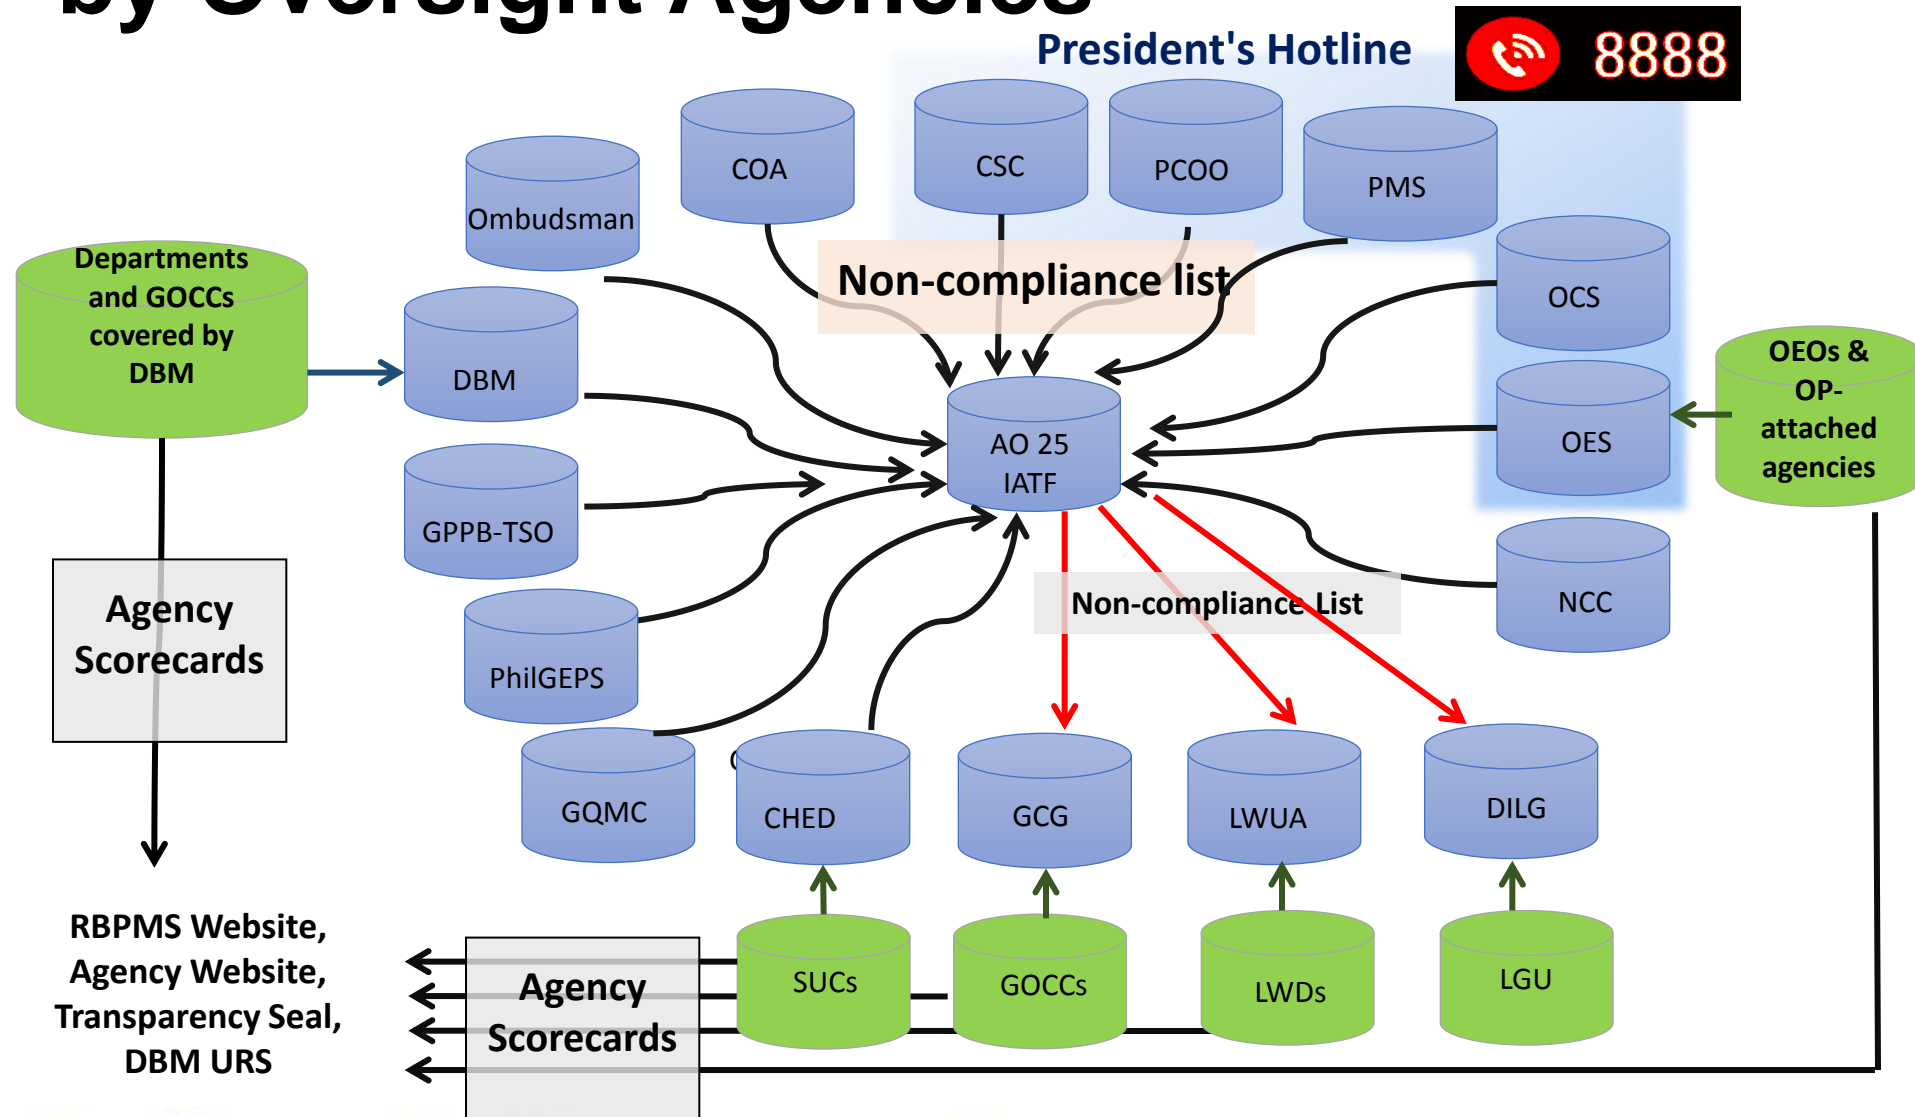 by Oversight Agencies
President's Hotline
8888
COA
CSC
PCOO
PMS
Ombudsman
Departments
and GOCCs
covered by
DBM
Non-compliance list
OCS
DBM
OEOs &
OP-
attached
agencies
AO 25
IATF
OES
GPPB-TSO
Agency
Scorecards
Non-compliance List
NCC
PhilGEPS
GQMC
CHED
GCG
LWUA
DILG
RBPMS Website,
Agency Website,
Transparency Seal,
DBM URS
Agency
Scorecards
SUCs
GOCCs
LWDs
LGU